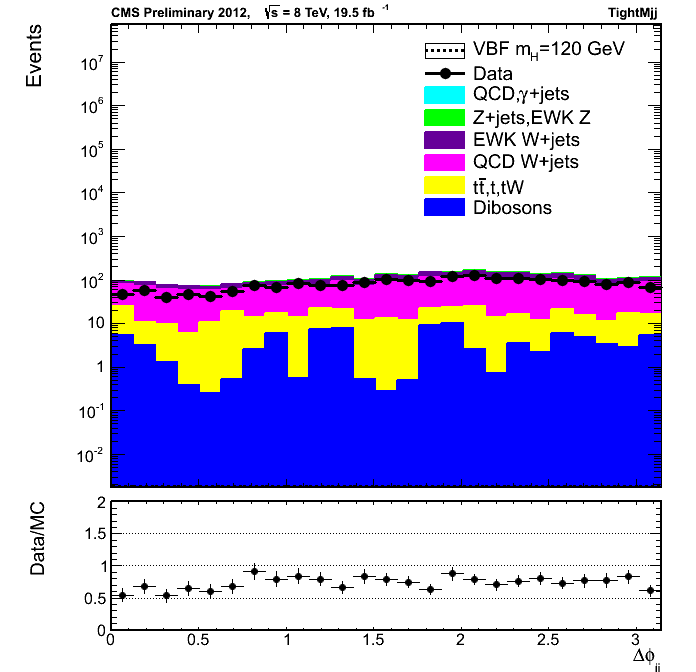 CMS Preliminary 2012, √s = 8 TeV, 19.5 fb⁻¹ TightMjj
Events
10⁷
10⁶
10⁵
10⁴
10³
10²
10
1
10⁻¹
10⁻²
VBF m_H=120 GeV
Data
QCD,γ+jets
Z+jets,EWK Z
EWK W+jets
QCD W+jets
tt̄,t,tW
Dibosons
Data/MC
2
1.5
1
0.5
0
0 0.5 1 1.5 2 2.5 3
Δϕ_jj